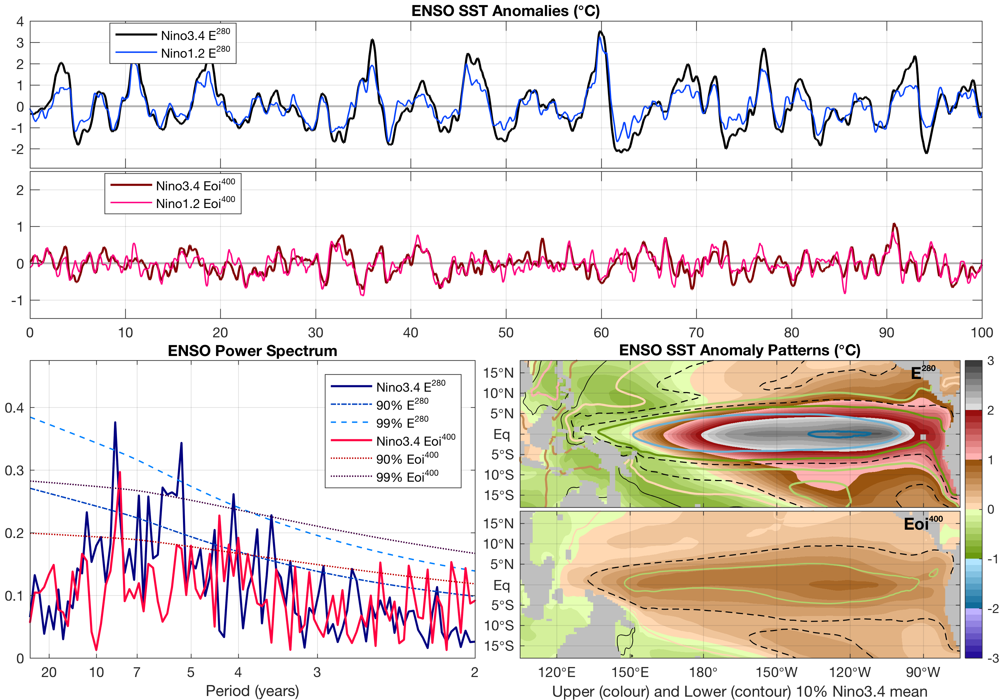 ENSO SST Anomalies (°C)
4
3
2
1
0
-1
-2
Nino3.4 E280
Nino1.2 E280
2
1
0
-1
Nino3.4 Eoi400
Nino1.2 Eoi400
0 10 20 30 40 50 60 70 80 90 100
ENSO Power Spectrum
0.4
0.3
0.2
0.1
0
Nino3.4 E280
90% E280
99% E280
Nino3.4 Eoi400
90% Eoi400
99% Eoi400
20 10 7 5 4 3 2
Period (years)
ENSO SST Anomaly Patterns (°C)
15°N
10°N
5°N
Eq
5°S
10°S
15°S
E280
15°N
10°N
5°N
Eq
5°S
10°S
15°S
Eoi400
120°E 150°E 180° 150°W 120°W 90°W
Upper (colour) and Lower (contour) 10% Nino3.4 mean
3
2
1
0
-1
-2
-3